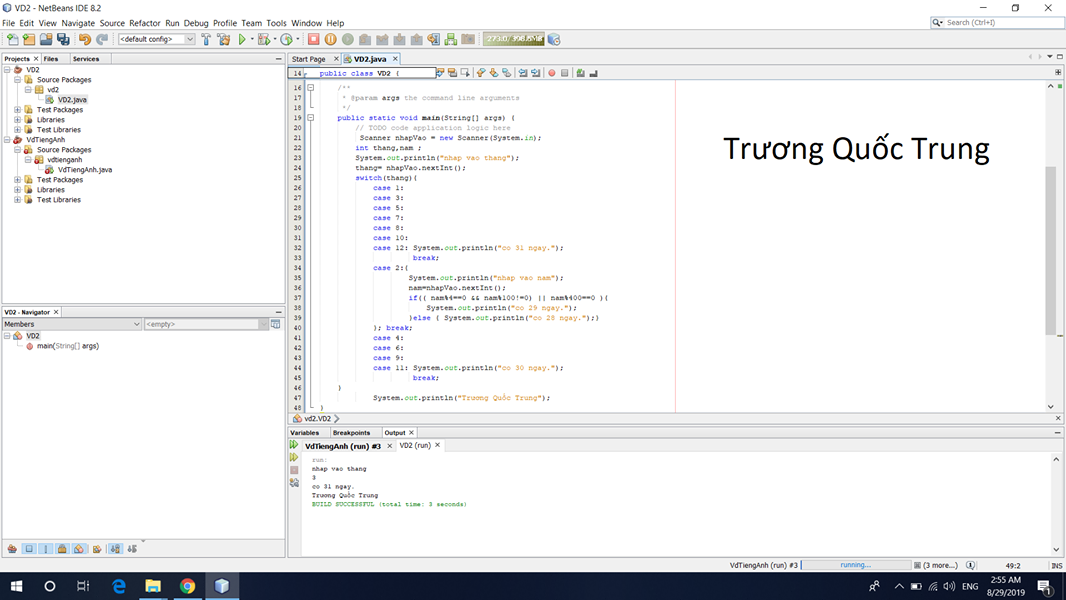 VD2 - NetBeans IDE 8.2
File Edit View Navigate Source Refactor Run Debug Profile Team Tools Window Help
Search (Ctrl+I)
<default config>
Projects Files Services
Start Page VD2.java
VD2
Source Packages
vd2
VD2.java
Test Packages
Libraries
Test Libraries
VdTiengAnh
Source Packages
vdtienganh
VdTiengAnh.java
Test Packages
Libraries
Test Libraries
14 public class VD2 {
16 /**
17 * @param args the command line arguments
18 */
19 public static void main(String[] args) {
20 // TODO code application logic here
21 Scanner nhapVao = new Scanner(System.in);
22 int thang,nam ;
23 System.out.println("nhap vao thang");
24 thang= nhapVao.nextInt();
25 switch(thang){
26 case 1:
27 case 3:
28 case 5:
29 case 7:
30 case 8:
31 case 10:
32 case 12: System.out.println("co 31 ngay.");
33 break;
34 case 2:{
35 System.out.println("nhap vao nam");
36 nam=nhapVao.nextInt();
37 if(( nam%4==0 && nam%100!=0) || nam%400==0 ){
38 System.out.println("co 29 ngay.");
39 }else { System.out.println("co 28 ngay.");}
40 }; break;
41 case 4:
42 case 6:
43 case 9:
44 case 11: System.out.println("co 30 ngay.");
45 break;
46 }
47 System.out.println("Trương Quốc Trung");
48 }
Trương Quốc Trung
VD2 - Navigator
Members <empty>
VD2
main(String[] args)
vd2.VD2
Variables Breakpoints Output
VdTiengAnh (run) #3 VD2 (run)
run:
nhap vao thang
3
co 31 ngay.
Trương Quốc Trung
BUILD SUCCESSFUL (total time: 3 seconds)
VdTiengAnh (run) #3 running... (3 more...) 49:2 INS
ENG
2:55 AM
8/29/2019
1